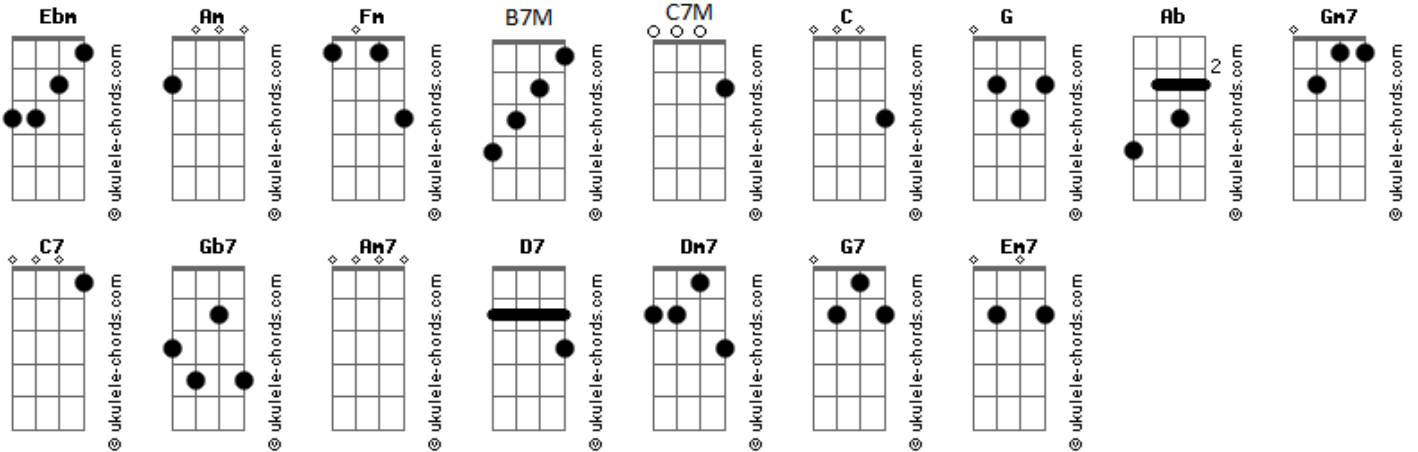 Ebm Am Fm B7M C7M C G Ab Gm7
2
© ukulele-chords.com © ukulele-chords.com © ukulele-chords.com © ukulele-chords.com © ukulele-chords.com © ukulele-chords.com © ukulele-chords.com © ukulele-chords.com © ukulele-chords.com
C7 Gb7 Am7 D7 Dm7 G7 Em7
© ukulele-chords.com © ukulele-chords.com © ukulele-chords.com © ukulele-chords.com © ukulele-chords.com © ukulele-chords.com © ukulele-chords.com